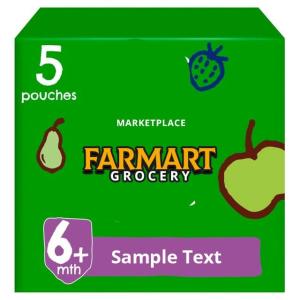 5
pouches
MARKETPLACE
FARMART
GROCERY
6+
mth
Sample Text